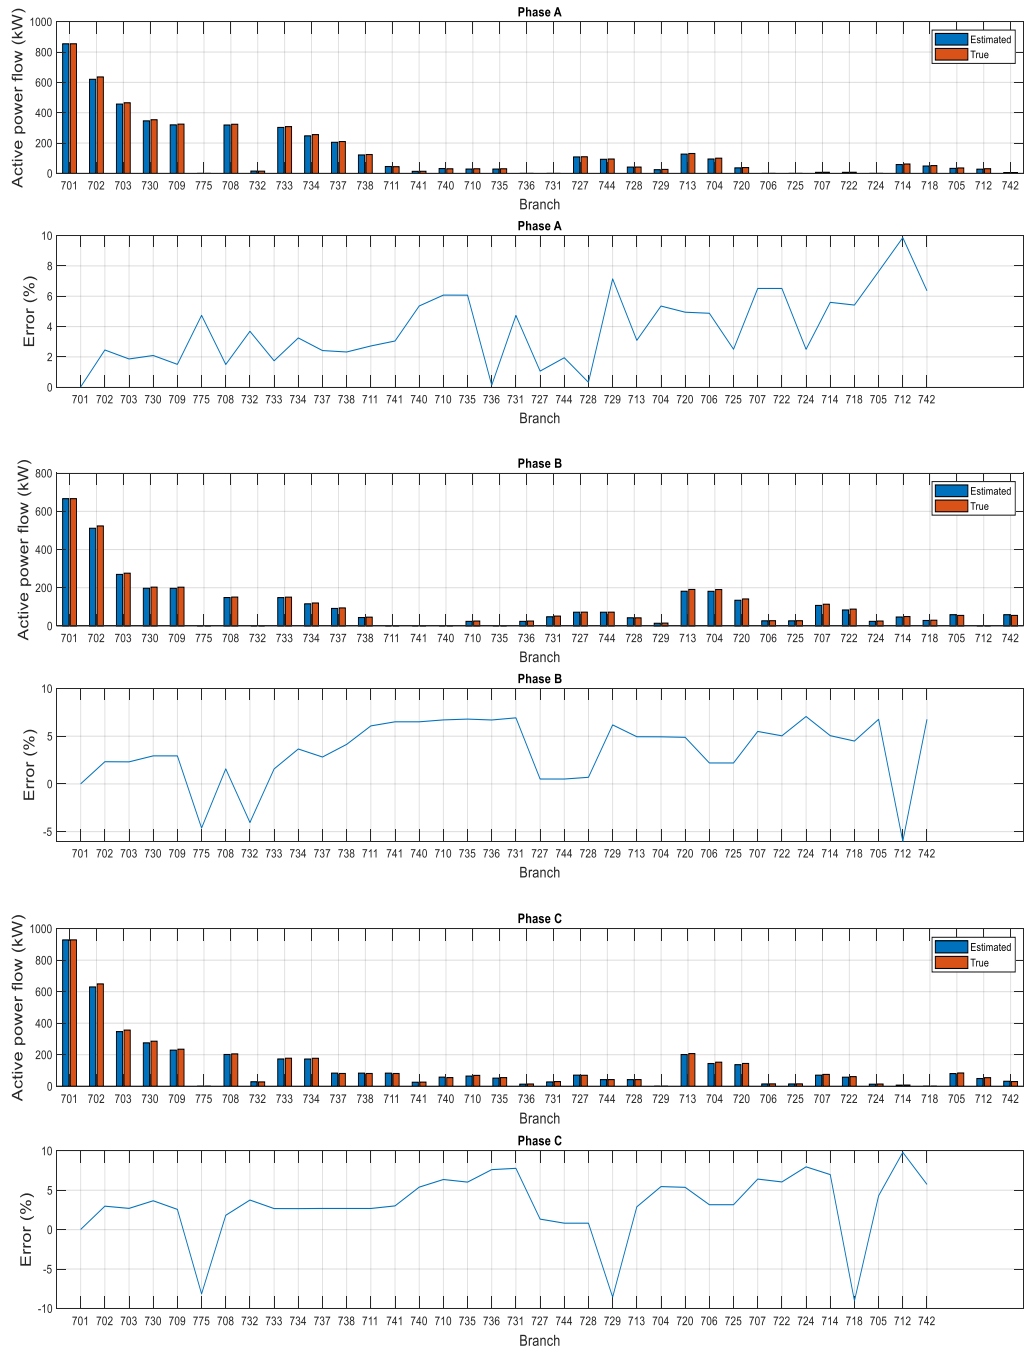 Phase A
Active power flow (kW)
1000
800
600
400
200
0
Estimated
True
701 702 703 730 709 775 708 732 733 734 737 738 711 741 740 710 735 736 731 727 744 728 729 713 704 720 706 725 707 722 724 714 718 705 712 742
Branch
Phase A
Error (%)
10
8
6
4
2
0
701 702 703 730 709 775 708 732 733 734 737 738 711 741 740 710 735 736 731 727 744 728 729 713 704 720 706 725 707 722 724 714 718 705 712 742
Branch
Phase B
Active power flow (kW)
800
600
400
200
0
Estimated
True
701 702 703 730 709 775 708 732 733 734 737 738 711 741 740 710 735 736 731 727 744 728 729 713 704 720 706 725 707 722 724 714 718 705 712 742
Branch
Phase B
Error (%)
10
5
0
-5
701 702 703 730 709 775 708 732 733 734 737 738 711 741 740 710 735 736 731 727 744 728 713 704 729 720 706 725 707 722 724 714 718 705 712 742
Branch
Phase C
Active power flow (kW)
1000
800
600
400
200
0
Estimated
True
701 702 703 730 709 775 708 732 733 734 737 738 711 741 740 710 735 736 731 727 744 728 729 713 704 720 706 725 707 722 724 714 718 705 712 742
Branch
Phase C
Error (%)
10
5
0
-5
-10
701 702 703 730 709 775 708 732 733 734 737 738 711 741 740 710 735 736 731 727 744 728 729 713 704 720 706 725 707 722 724 714 718 705 712 742
Branch